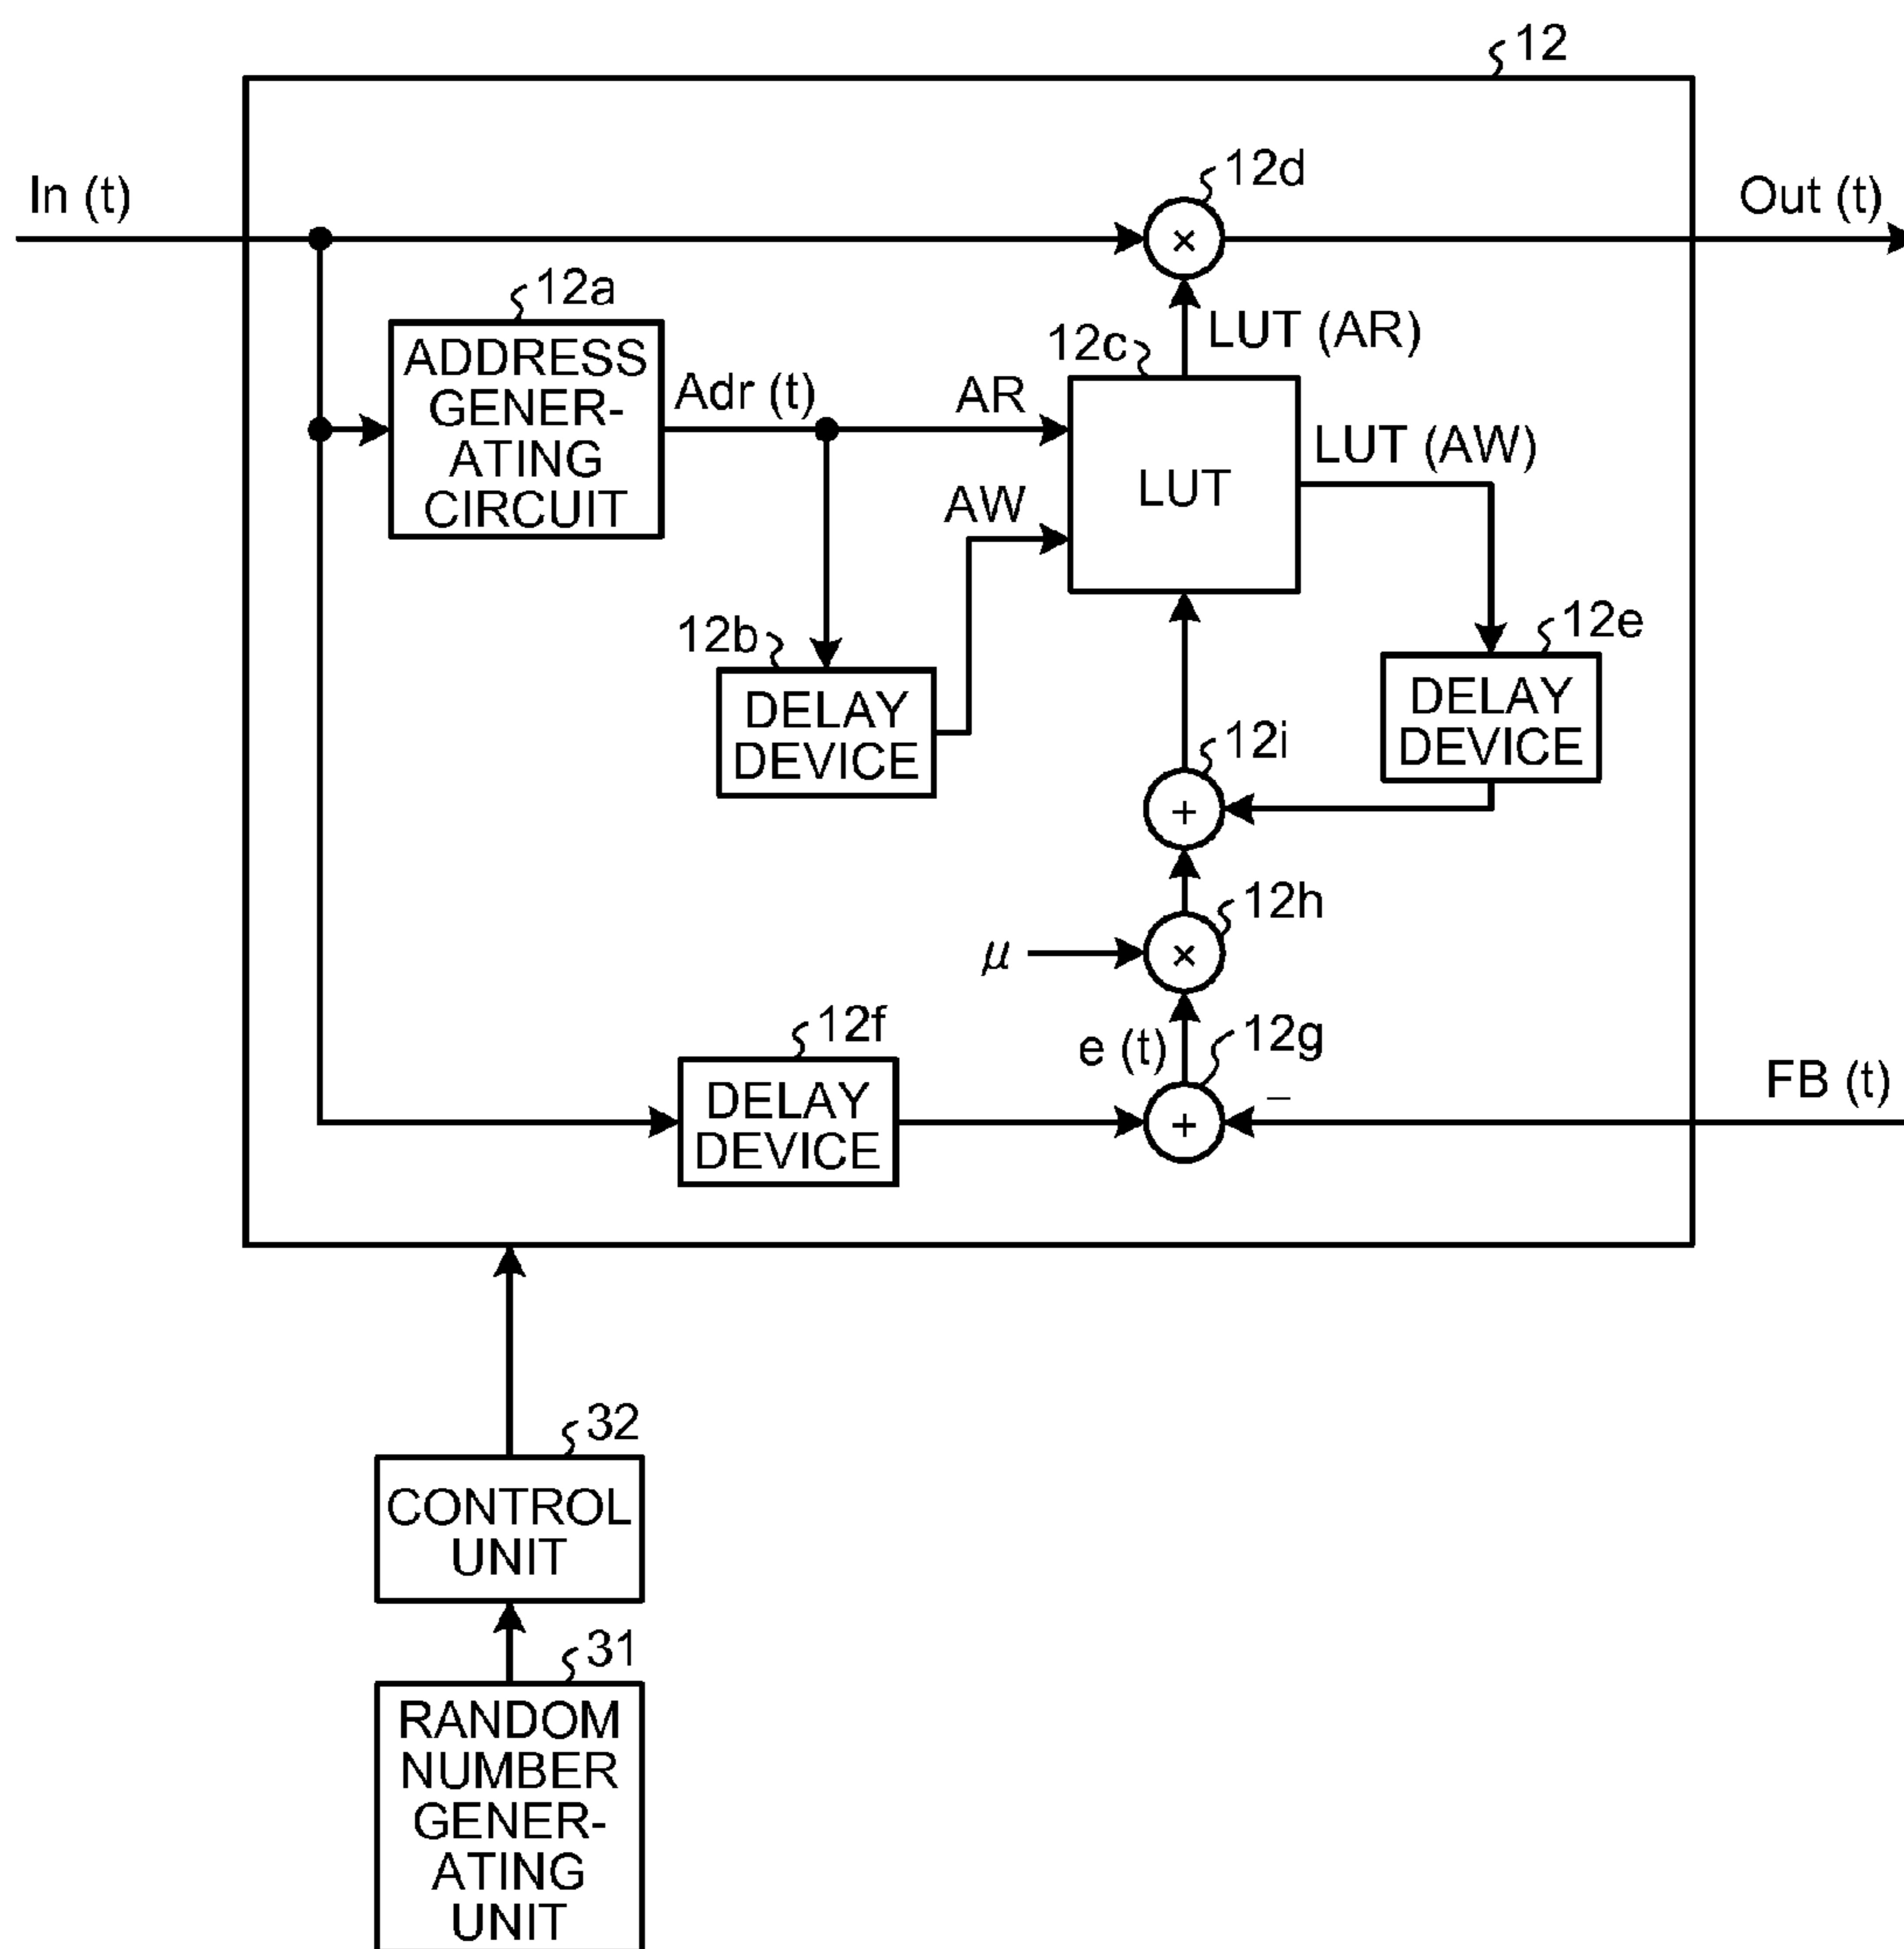 12
In (t)
12d
Out (t)
×
12a
ADDRESS
GENER-
ATING
CIRCUIT
Adr (t)
AR
12c
LUT (AR)
LUT
LUT (AW)
AW
12b
DELAY
DEVICE
12e
DELAY
DEVICE
12i
+
12h
μ
×
12f
DELAY
DEVICE
e (t)
12g
+
−
FB (t)
32
CONTROL
UNIT
31
RANDOM
NUMBER
GENER-
ATING
UNIT